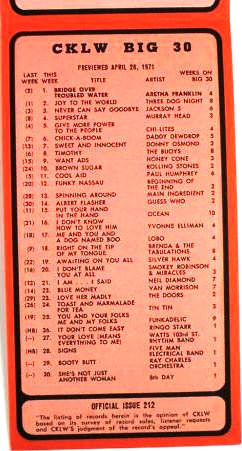 CKLW BIG 30
PREVIEWED APRIL 26, 1971
LAST WEEK THIS WEEK TITLE ARTIST WEEKS ON BIG 30
(2) 1. BRIDGE OVER
TROUBLED WATER ARETHA FRANKLIN 4
(1) 2. JOY TO THE WORLD THREE DOG NIGHT 8
(3) 3. NEVER CAN SAY GOODBYE JACKSON 5
(8) 4. SUPERSTAR MURRAY HEAD 3
(4) 5. GIVE MORE POWER
TO THE PEOPLE CHI LITES 4
(7) 6. CHICK-A-BOOM DADDY DEWDROP 5
(13) 7. SWEET AND INNOCENT DONNY OSMOND 3
(6) 8. TIMOTHY THE BUOYS 8
(15) 9. WANT ADS HONEY CONE 3
(24) 10. BROWN SUGAR ROLLING STONES 2
(11) 11. COOL AID PAUL HUMPHREY 4
(20) 12. FUNKY NASSAU BEGINNING OF
THE END 2
(28) 13. SPINNING AROUND MAIN INGREDIENT 2
(30) 14. ALBERT FLASHER GUESS WHO 2
(11) 15. PUT YOUR HAND
IN THE HAND OCEAN 10
(21) 16. I DON'T KNOW
HOW TO LOVE HIM YVONNE ELLIMAN 4
(18) 17. ME AND YOU AND
A DOG NAMED BOO LOBO 4
(9) 18. RIGHT ON THE TIP
OF MY TONGUE BRENDA & THE
TABULATIONS 4
(22) 19. AWAITING ON YOU ALL SILVER HAWK 4
(16) 20. I DON'T BLAME
YOU AT ALL SMOKEY ROBINSON
& MIRACLES 3
(12) 21. I AM . . . I SAID NEIL DIAMOND 7
(14) 22. BLUE MONEY VAN MORRISON 7
(29) 23. LOVE HER MADLY THE DOORS 2
(26) 24. TOAST AND MARMALADE
FOR TEA TIN TIN 3
(19) 25. YOU AND YOUR FOLKS
ME AND MY FOLKS FUNKADELIC 9
(HB) 26. IT DON'T COME EASY RINGO STARR
(--) 27. YOUR LOVE (MEANS
EVERYTHING TO ME) WATTS 103rd ST.
RHYTHM BAND 1
(HB) 28. SIGNS FIVE MAN
ELECTRICAL BAND 1
(--) 29. BOOTY BUTT RAY CHARLES
ORCHESTRA 1
(--) 30. SHE'S NOT JUST
ANOTHER WOMAN 8th DAY 1
OFFICIAL ISSUE 212
"The listing of records herein is the opinion of CKLW
based on its survey of record sales, listener requests
and CKLW'S judgment of the record's appeal."